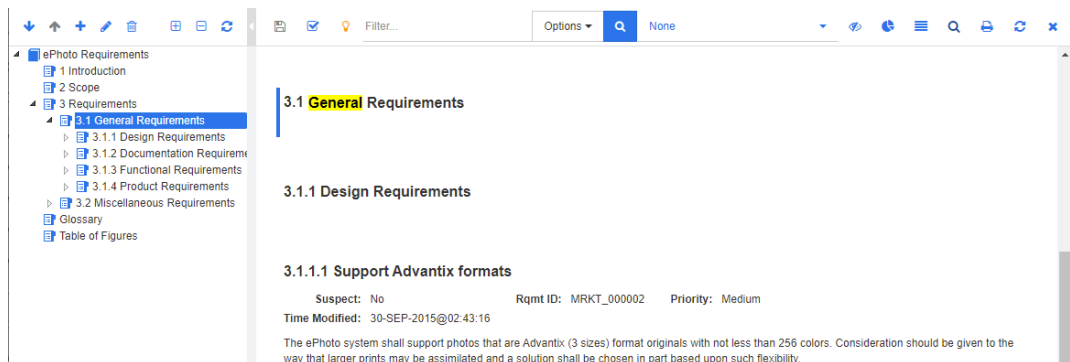 Filter...
Options
None
ePhoto Requirements
1 Introduction
2 Scope
3 Requirements
3.1 General Requirements
3.1.1 Design Requirements
3.1.2 Documentation Requireme
3.1.3 Functional Requirements
3.1.4 Product Requirements
3.2 Miscellaneous Requirements
Glossary
Table of Figures
3.1 General Requirements
3.1.1 Design Requirements
3.1.1.1 Support Advantix formats
Suspect: No Rqmt ID: MRKT_000002 Priority: Medium
Time Modified: 30-SEP-2015@02:43:16
The ePhoto system shall support photos that are Advantix (3 sizes) format originals with not less than 256 colors. Consideration should be given to the
way that larger prints may be assimilated and a solution shall be chosen in part based upon such flexibility.